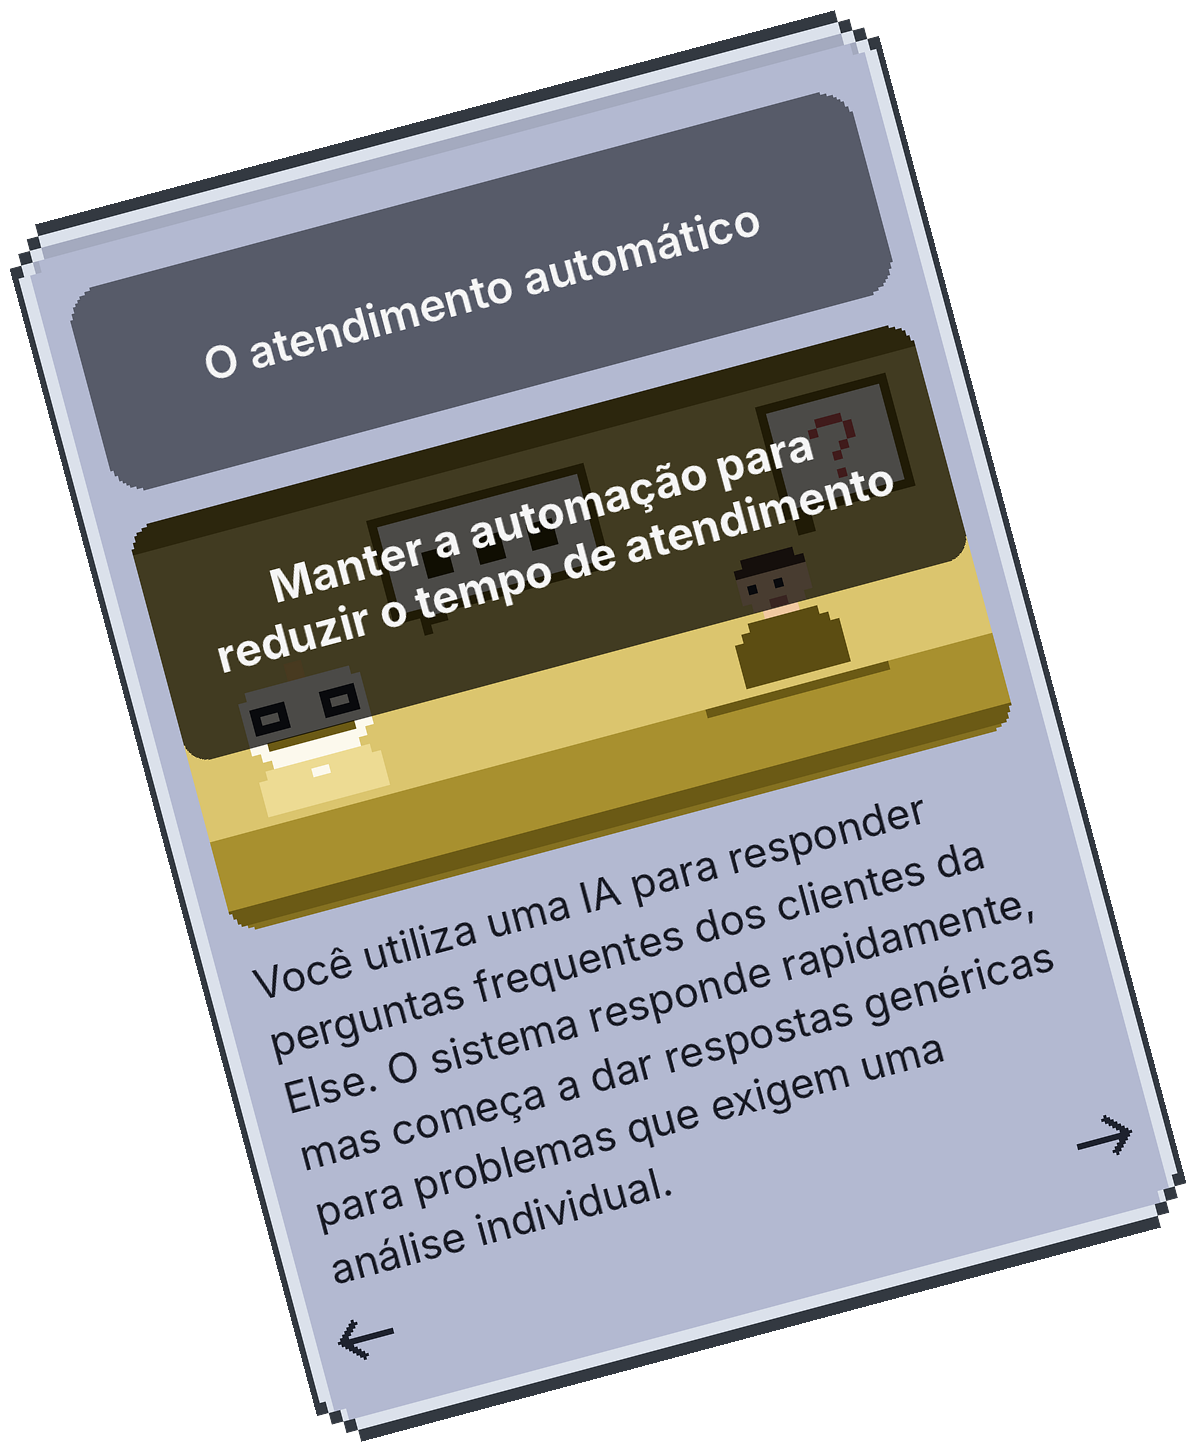 O atendimento automático
Manter a automação para
reduzir o tempo de atendimento
?
Você utiliza uma IA para responder
perguntas frequentes dos clientes da
Else. O sistema responde rapidamente,
mas começa a dar respostas genéricas
para problemas que exigem uma
análise individual.